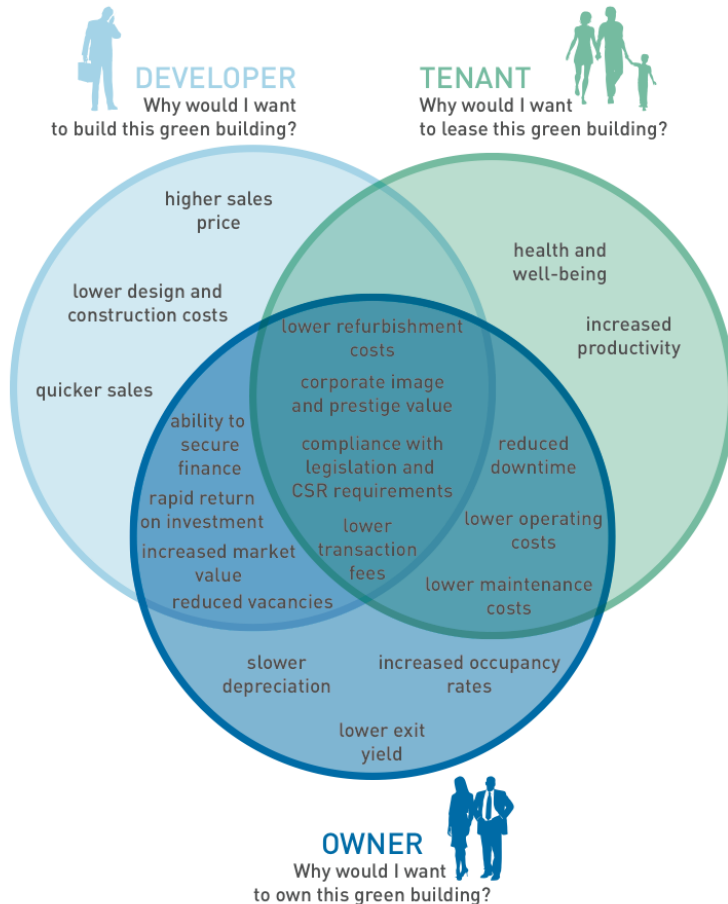 DEVELOPER
Why would I want
to build this green building?
TENANT
Why would I want
to lease this green building?
higher sales
price
lower design and
construction costs
quicker sales
health and
well-being
increased
productivity
lower refurbishment
costs
corporate image
and prestige value
compliance with
legislation and
CSR requirements
lower
transaction
fees
ability to
secure
finance
rapid return
on investment
increased market
value
reduced vacancies
reduced
downtime
lower operating
costs
lower maintenance
costs
slower
depreciation
increased occupancy
rates
lower exit
yield
OWNER
Why would I want
to own this green building?